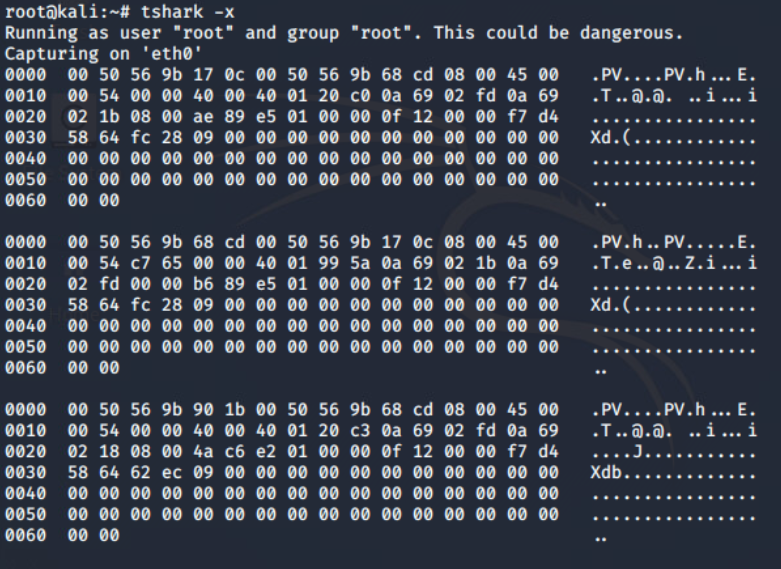 root@kali:~# tshark -x
Running as user "root" and group "root". This could be dangerous.
Capturing on 'eth0'
0000  00 50 56 9b 17 0c 00 50 56 9b 68 cd 08 00 45 00   .PV....PV.h...E.
0010  00 54 00 00 40 00 40 01 20 c0 0a 69 02 fd 0a 69   .T..@.@. ..i...i
0020  02 1b 08 00 ae 89 e5 01 00 00 0f 12 00 00 f7 d4   ................
0030  58 64 fc 28 09 00 00 00 00 00 00 00 00 00 00 00   Xd.(............
0040  00 00 00 00 00 00 00 00 00 00 00 00 00 00 00 00   ................
0050  00 00 00 00 00 00 00 00 00 00 00 00 00 00 00 00   ................
0060  00 00                                             ..

0000  00 50 56 9b 68 cd 00 50 56 9b 17 0c 08 00 45 00   .PV.h..PV.....E.
0010  00 54 c7 65 00 00 40 01 99 5a 0a 69 02 1b 0a 69   .T.e..@..Z.i...i
0020  02 fd 00 00 b6 89 e5 01 00 00 0f 12 00 00 f7 d4   ................
0030  58 64 fc 28 09 00 00 00 00 00 00 00 00 00 00 00   Xd.(............
0040  00 00 00 00 00 00 00 00 00 00 00 00 00 00 00 00   ................
0050  00 00 00 00 00 00 00 00 00 00 00 00 00 00 00 00   ................
0060  00 00                                             ..

0000  00 50 56 9b 90 1b 00 50 56 9b 68 cd 08 00 45 00   .PV....PV.h...E.
0010  00 54 00 00 40 00 40 01 20 c3 0a 69 02 fd 0a 69   .T..@.@. ..i...i
0020  02 18 08 00 4a c6 e2 01 00 00 0f 12 00 00 f7 d4   ....J...........
0030  58 64 62 ec 09 00 00 00 00 00 00 00 00 00 00 00   Xdb.............
0040  00 00 00 00 00 00 00 00 00 00 00 00 00 00 00 00   ................
0050  00 00 00 00 00 00 00 00 00 00 00 00 00 00 00 00   ................
0060  00 00                                             ..